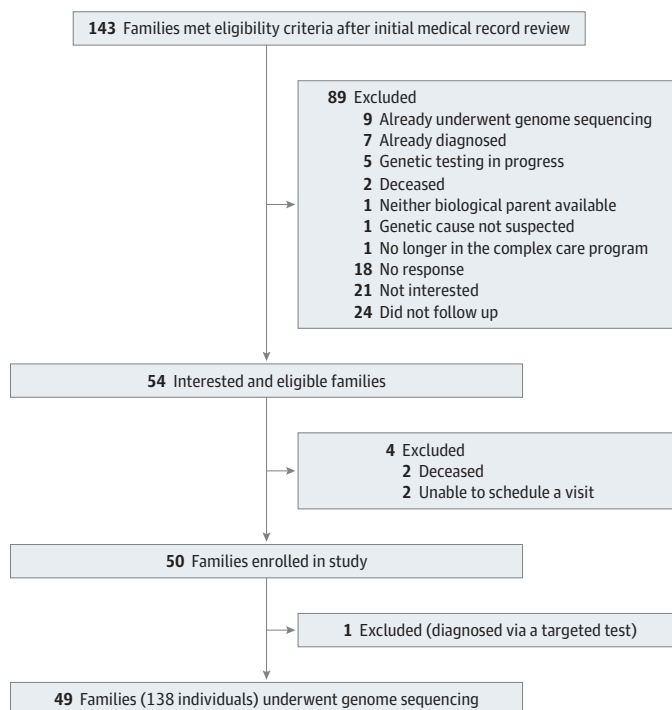 143 Families met eligibility criteria after initial medical record review
89 Excluded
9 Already underwent genome sequencing
7 Already diagnosed
5 Genetic testing in progress
2 Deceased
1 Neither biological parent available
1 Genetic cause not suspected
1 No longer in the complex care program
18 No response
21 Not interested
24 Did not follow up
54 Interested and eligible families
4 Excluded
2 Deceased
2 Unable to schedule a visit
50 Families enrolled in study
1 Excluded (diagnosed via a targeted test)
49 Families (138 individuals) underwent genome sequencing